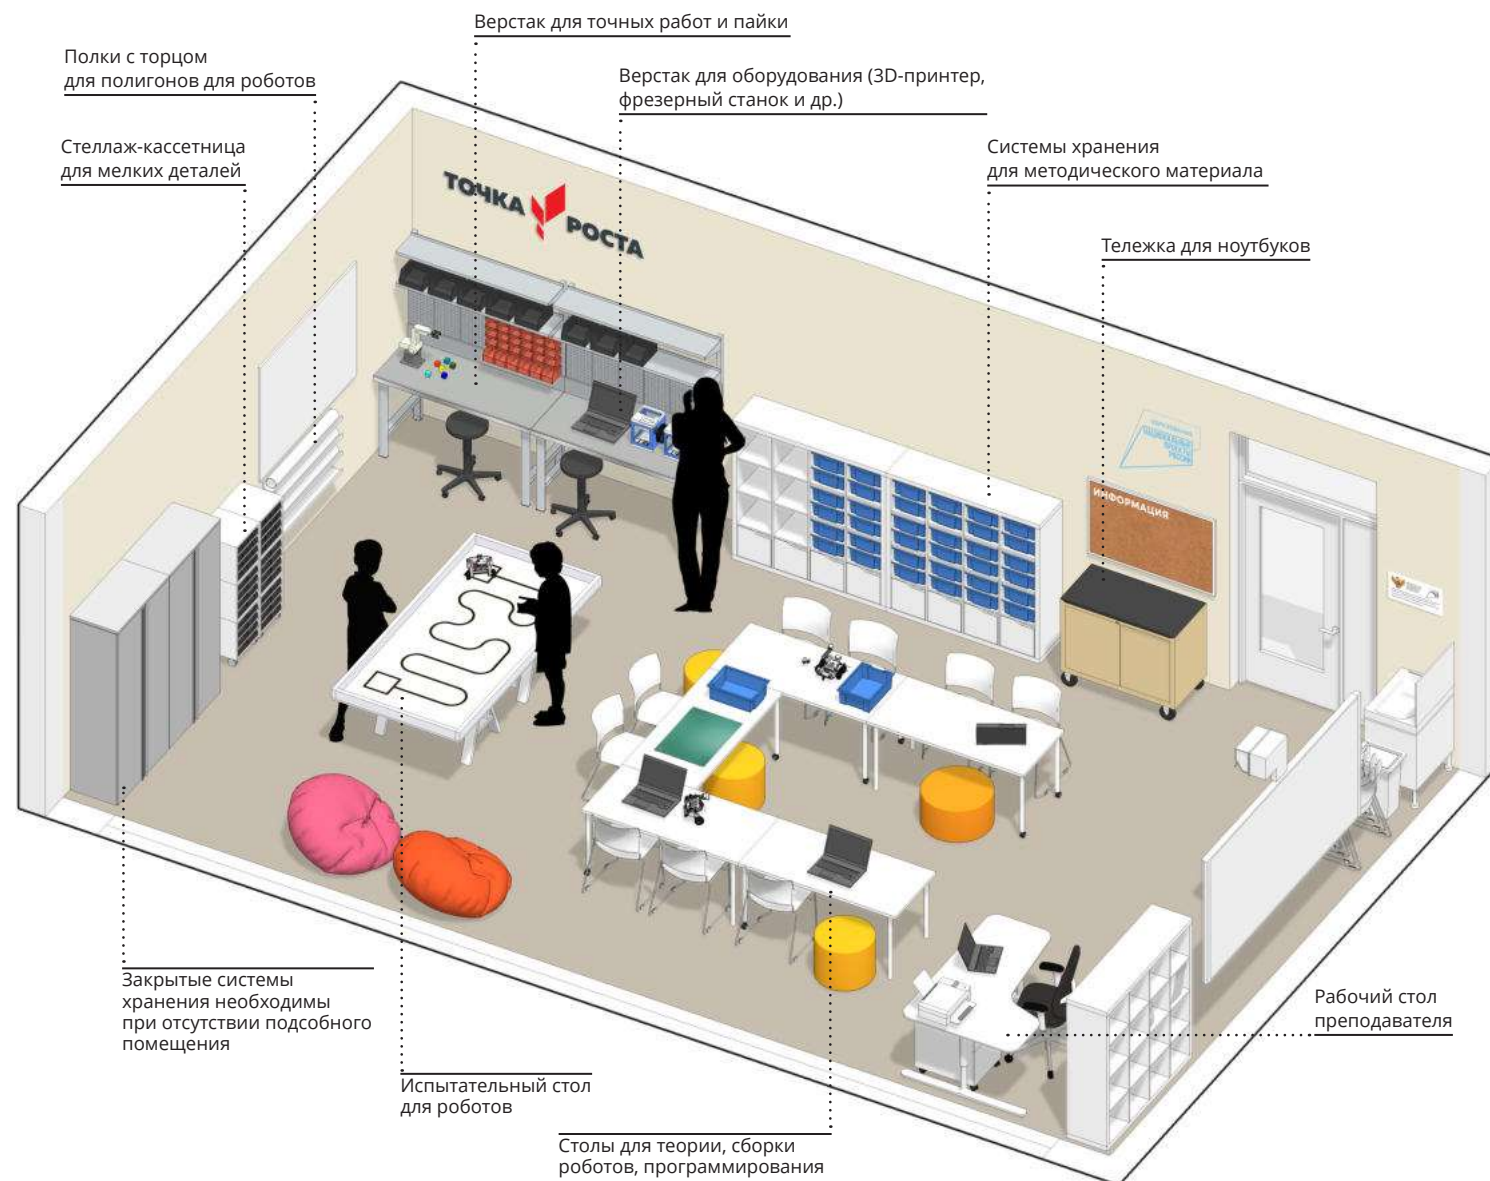 Верстак для точных работ и пайки
Полки с торцом
для полигонов для роботов
Верстак для оборудования (3D-принтер,
фрезерный станок и др.)
Стеллаж-кассетница
для мелких деталей
Системы хранения
для методического материала
ТОЧКА
РОСТА
Тележка для ноутбуков
ИНФОРМАЦИЯ
Закрытые системы
хранения необходимы
при отсутствии подсобного
помещения
Рабочий стол
преподавателя
Испытательный стол
для роботов
Столы для теории, сборки
роботов, программирования